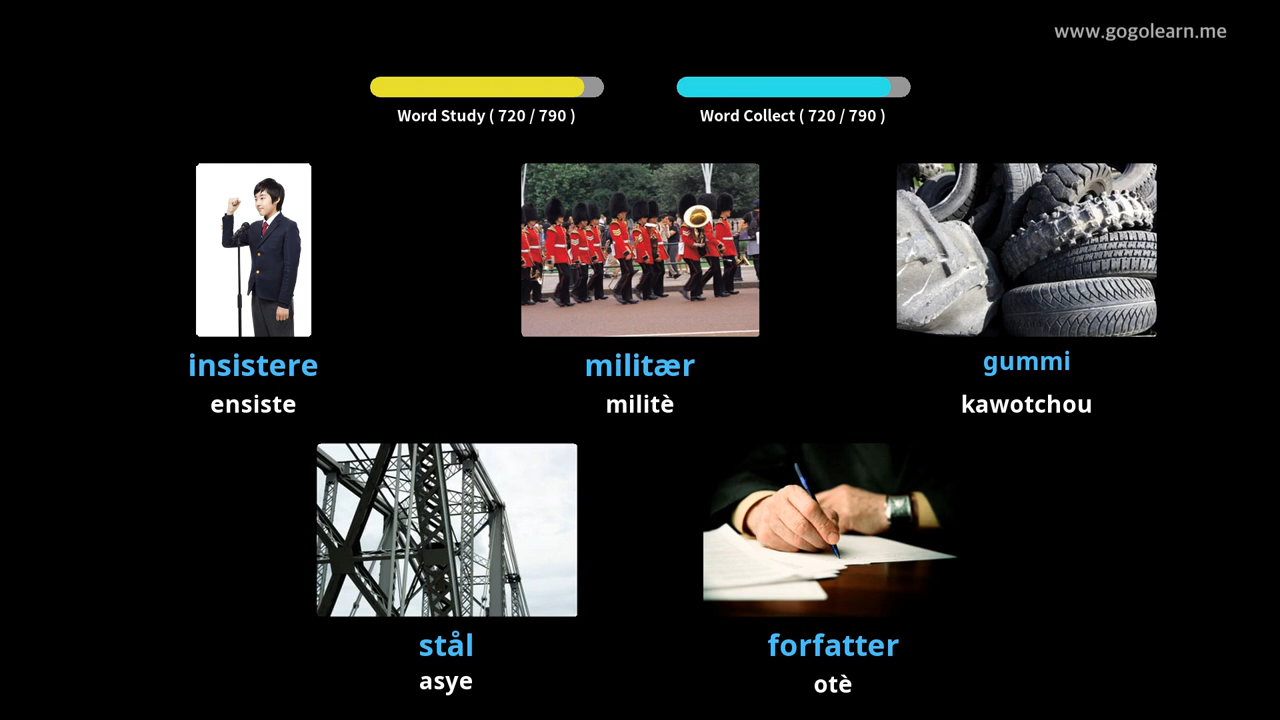 www.gogolearn.me
Word Study ( 720 / 790 )
Word Collect ( 720 / 790 )
insistere
ensiste
militær
militè
gummi
kawotchou
stål
asye
forfatter
otè